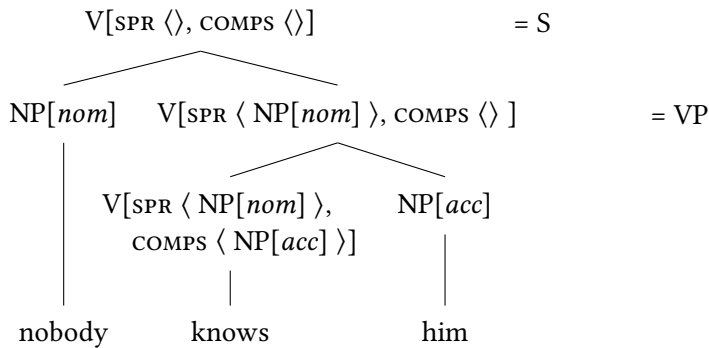 V[SPR ⟨⟩, COMPS ⟨⟩] = S
NP[nom] V[SPR ⟨ NP[nom] ⟩, COMPS ⟨⟩ ] = VP
V[SPR ⟨ NP[nom] ⟩, NP[acc]
COMPS ⟨ NP[acc] ⟩]
nobody knows him